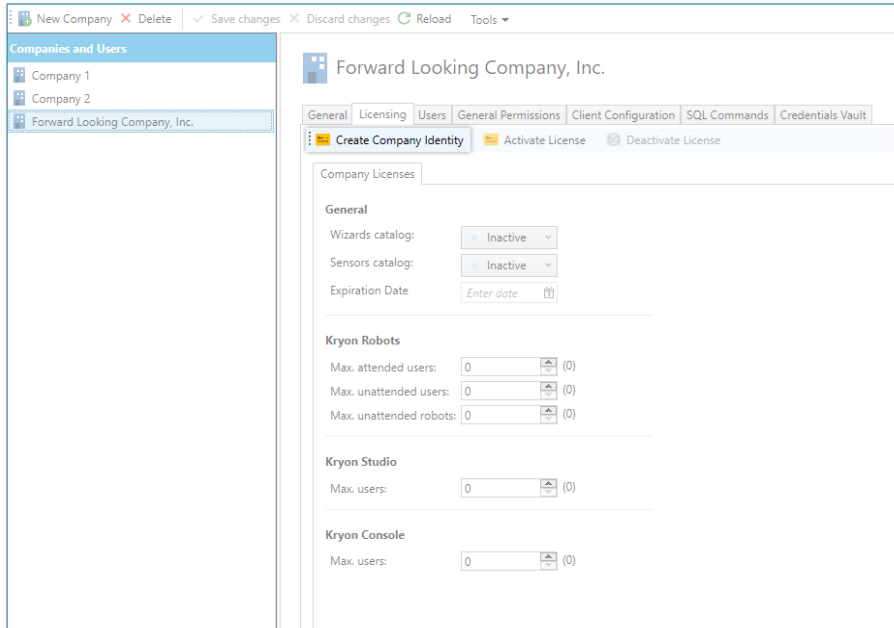 New Company Delete Save changes Discard changes Reload Tools
Companies and Users
Company 1
Company 2
Forward Looking Company, Inc.
Forward Looking Company, Inc.
General Licensing Users General Permissions Client Configuration SQL Commands Credentials Vault
Create Company Identity Activate License Deactivate License
Company Licenses
General
Wizards catalog: Inactive
Sensors catalog: Inactive
Expiration Date Enter date
Kryon Robots
Max. attended users: 0 (0)
Max. unattended users: 0 (0)
Max. unattended robots: 0 (0)
Kryon Studio
Max. users: 0 (0)
Kryon Console
Max. users: 0 (0)